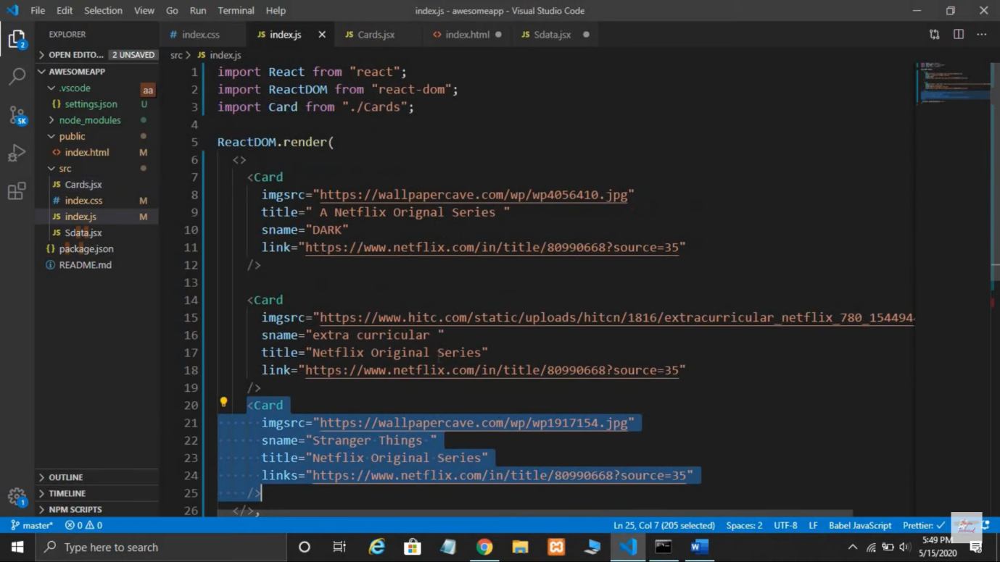 File Edit Selection View Go Run Terminal Help
index.js - awesomeapp - Visual Studio Code
EXPLORER
OPEN EDITO... 2 UNSAVED
AWESOMEAPP
.vscode
aa
settings.json U
node_modules
public
index.html M
src
Cards.jsx
index.css M
index.js M
Sdata.jsx
package.json
README.md
OUTLINE
TIMELINE
NPM SCRIPTS
2
5K
1
# index.css
JS index.js
JS Cards.jsx
<> index.html
JS Sdata.jsx
src > JS index.js
1 import React from "react";
2 import ReactDOM from "react-dom";
3 import Card from "./Cards";
4
5 ReactDOM.render(
6 <>
7 <Card
8 imgsrc="https://wallpapercave.com/wp/wp4056410.jpg"
9 title=" A Netflix Orignal Series "
10 sname="DARK"
11 link="https://www.netflix.com/in/title/80990668?source=35"
12 />
13
14 <Card
15 imgsrc="https://www.hitc.com/static/uploads/hitcn/1816/extracurricular_netflix_780_1544944
16 sname="extra curricular "
17 title="Netflix Original Series"
18 link="https://www.netflix.com/in/title/80990668?source=35"
19 />
20 <Card
21 imgsrc="https://wallpapercave.com/wp/wp1917154.jpg"
22 sname="Stranger Things "
23 title="Netflix Original Series"
24 links="https://www.netflix.com/in/title/80990668?source=35"
25 />
26 </>,
master* 0 0 Ln 25, Col 7 (205 selected) Spaces: 2 UTF-8 LF Babel JavaScript Prettier: ✓
Type here to search
5:49 PM
5/15/2020